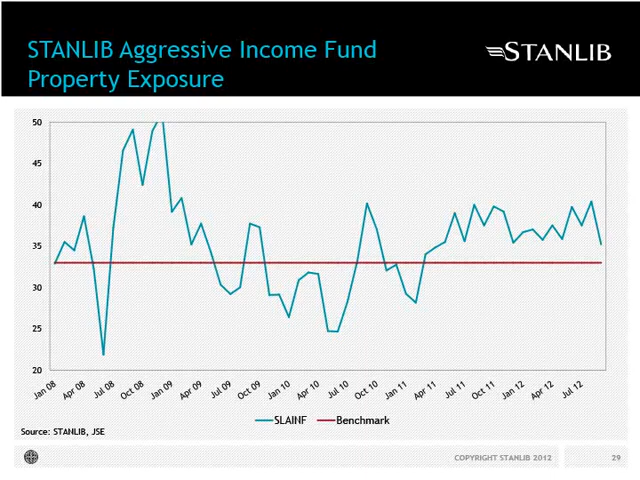 STANLIB Aggressive Income Fund
Property Exposure
STANLIB
50
45
40
35
30
25
20
Jan 08 Apr 08 Jul 08 Oct 08 Jan 09 Apr 09 Jul 09 Oct 09 Jan 10 Apr 10 Jul 10 Oct 10 Jan 11 Apr 11 Jul 11 Oct 11 Jan 12 Apr 12 Jul 12
SLAINF Benchmark
Source: STANLIB, JSE
COPYRIGHT STANLIB 2012 29